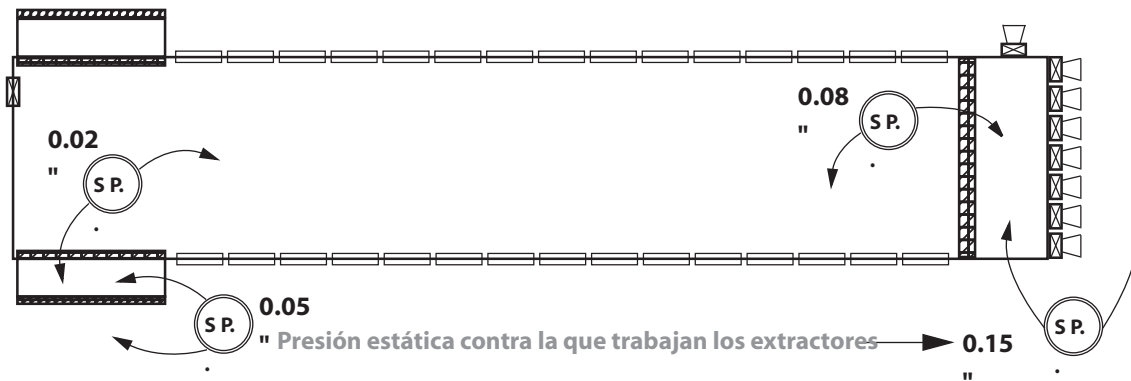 0.08
"
S P.
.
0.02
"
S P.
.
0.05
" Presión estática contra la que trabajan los extractores
S P.
.
0.15
"
S P.
.